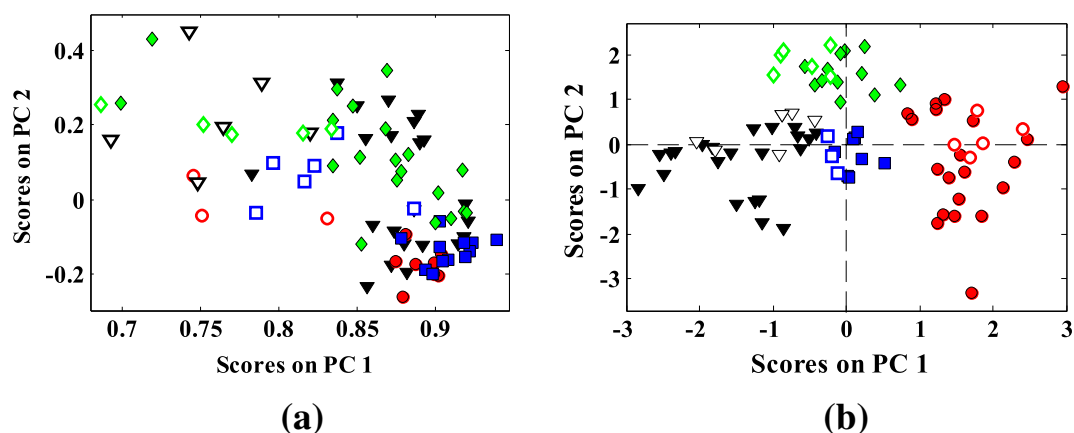 0.4
0.2
0
-0.2
Scores on PC 2
0.7 0.75 0.8 0.85 0.9
Scores on PC 1
(a)
2
1
0
-1
-2
-3
Scores on PC 2
-3 -2 -1 0 1 2 3
Scores on PC 1
(b)